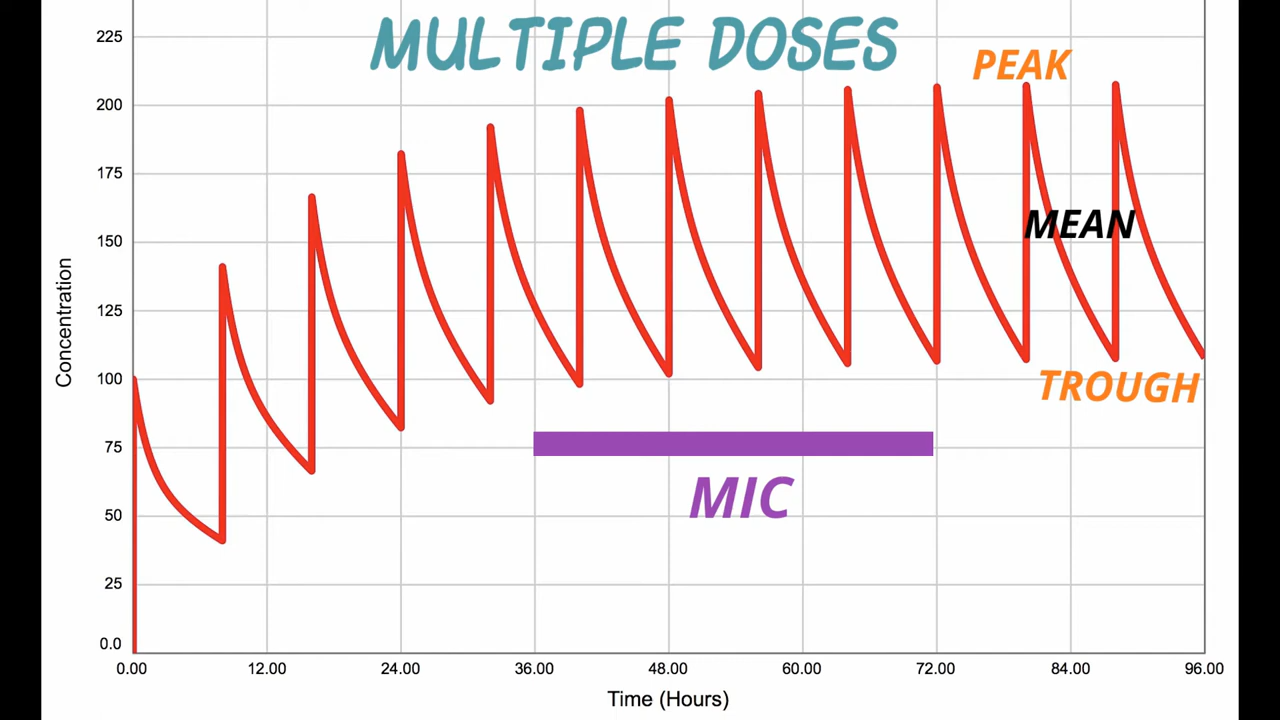 MULTIPLE DOSES
225
PEAK
200
175
150
MEAN
125
100
TROUGH
75
MIC
50
25
0.0
Concentration
0.00 12.00 24.00 36.00 48.00 60.00 72.00 84.00 96.00
Time (Hours)